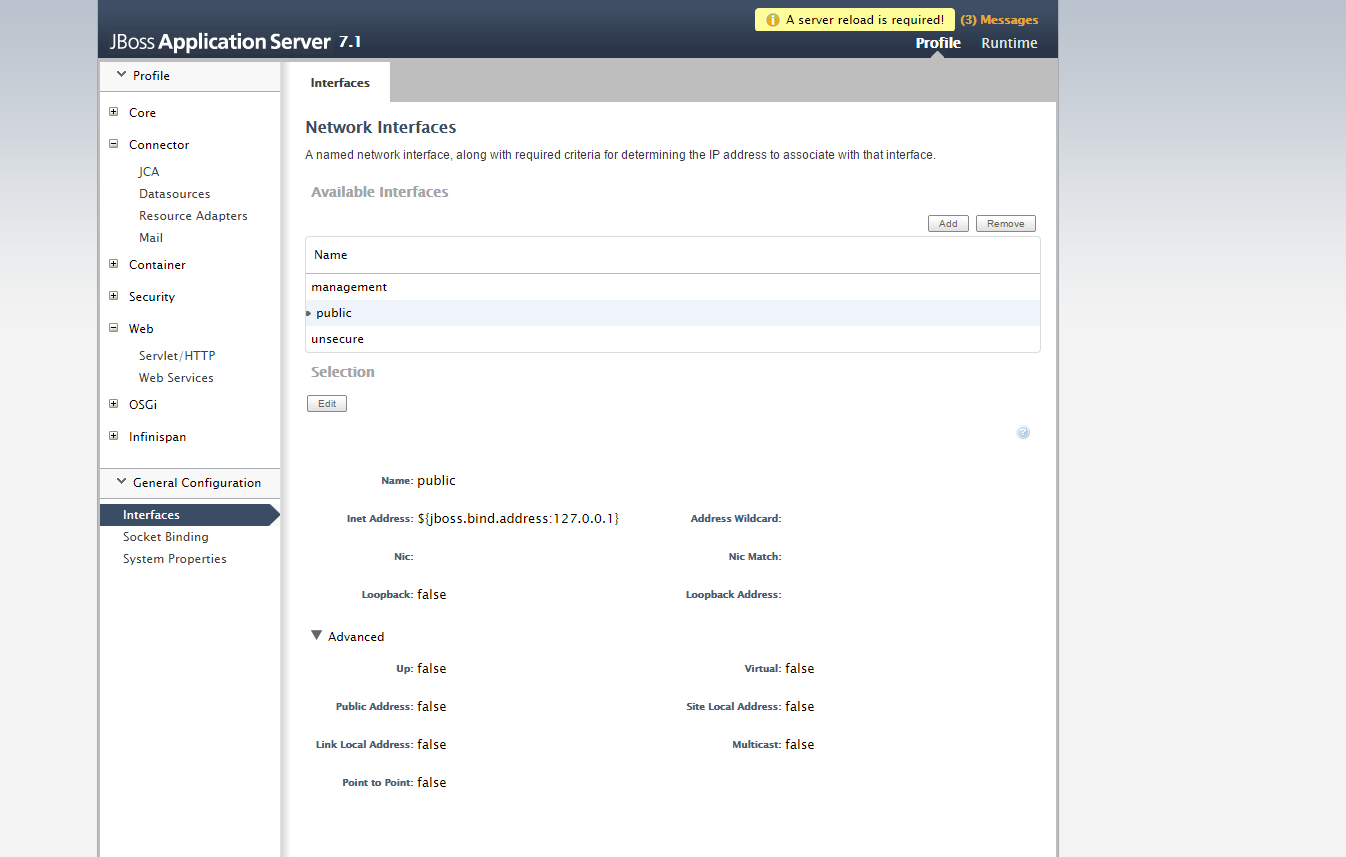 A server reload is required! (3) Messages
JBoss Application Server 7.1
Profile Runtime
Profile
Core
Connector
JCA
Datasources
Resource Adapters
Mail
Container
Security
Web
Servlet/HTTP
Web Services
OSGi
Infinispan
General Configuration
Interfaces
Socket Binding
System Properties
Interfaces
Network Interfaces
A named network interface, along with required criteria for determining the IP address to associate with that interface.
Available Interfaces
Add Remove
Name
management
public
unsecure
Selection
Edit
Name: public
Inet Address: ${jboss.bind.address:127.0.0.1} Address Wildcard:
Nic: Nic Match:
Loopback: false Loopback Address:
Advanced
Up: false Virtual: false
Public Address: false Site Local Address: false
Link Local Address: false Multicast: false
Point to Point: false